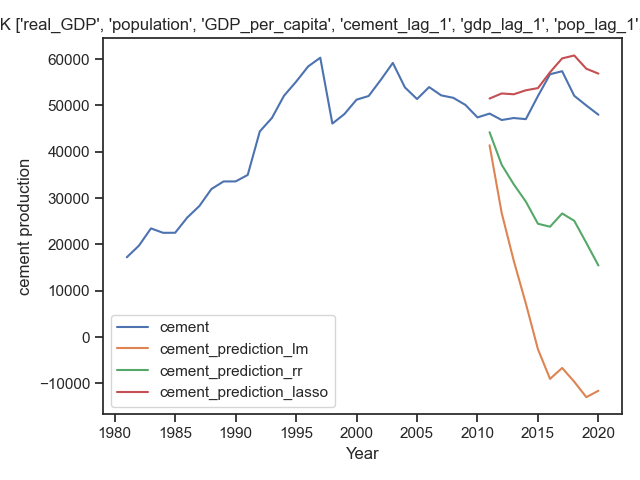 K ['real_GDP', 'population', 'GDP_per_capita', 'cement_lag_1', 'gdp_lag_1', 'pop_lag_1',
60000
50000
40000
30000
20000
10000
0
−10000
cement production
cement
cement_prediction_lm
cement_prediction_rr
cement_prediction_lasso
1980 1985 1990 1995 2000 2005 2010 2015 2020
Year